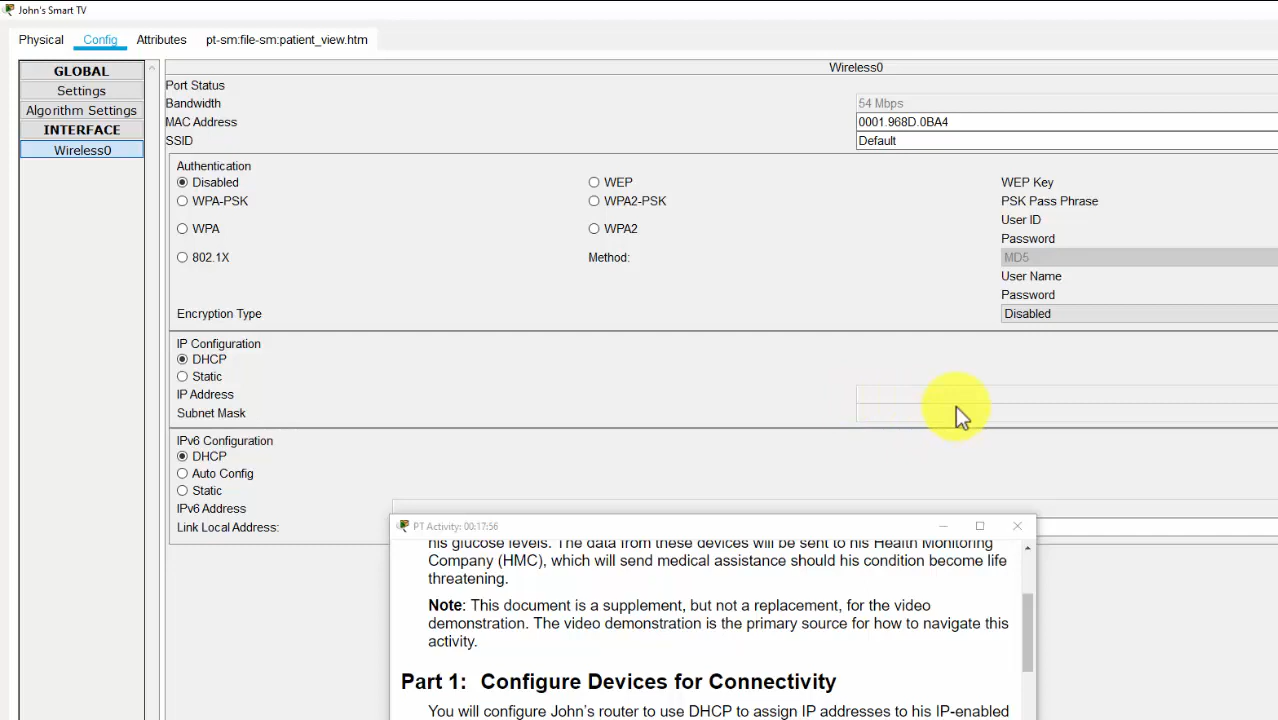 John's Smart TV
Physical Config Attributes pt-sm:file-sm:patient_view.htm
GLOBAL
Settings
Algorithm Settings
INTERFACE
Wireless0
Wireless0
Port Status
Bandwidth 54 Mbps
MAC Address 0001.968D.0BA4
SSID Default
Authentication
Disabled WEP WEP Key
WPA-PSK WPA2-PSK PSK Pass Phrase
User ID
WPA WPA2
Password
802.1X Method: MD5
User Name
Password
Encryption Type Disabled
IP Configuration
DHCP
Static
IP Address
Subnet Mask
IPv6 Configuration
DHCP
Auto Config
Static
IPv6 Address
Link Local Address:
PT Activity: 00:17:56
his glucose levels. The data from these devices will be sent to his Health Monitoring
Company (HMC), which will send medical assistance should his condition become life
threatening.
Note: This document is a supplement, but not a replacement, for the video
demonstration. The video demonstration is the primary source for how to navigate this
activity.
Part 1: Configure Devices for Connectivity
You will configure John's router to use DHCP to assign IP addresses to his IP-enabled